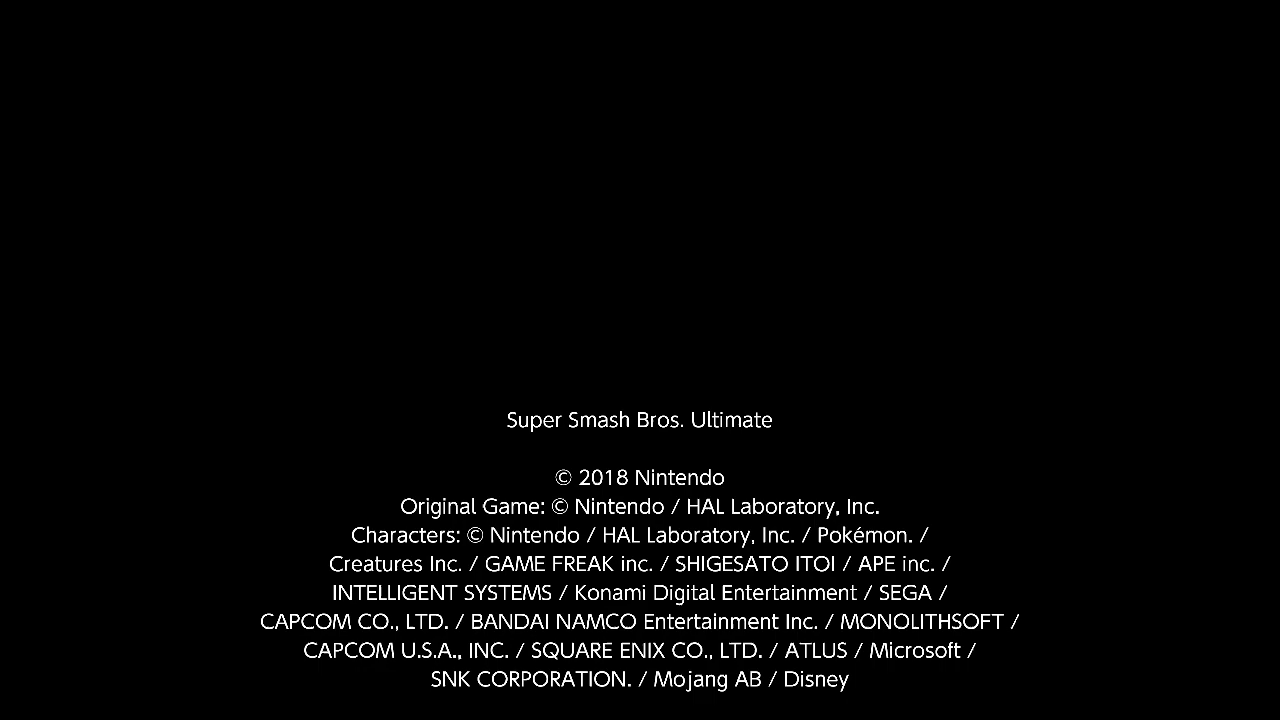 Super Smash Bros. Ultimate
© 2018 Nintendo
Original Game: © Nintendo / HAL Laboratory, Inc.
Characters: © Nintendo / HAL Laboratory, Inc. / Pokémon. /
Creatures Inc. / GAME FREAK inc. / SHIGESATO ITOI / APE inc. /
INTELLIGENT SYSTEMS / Konami Digital Entertainment / SEGA /
CAPCOM CO., LTD. / BANDAI NAMCO Entertainment Inc. / MONOLITHSOFT /
CAPCOM U.S.A., INC. / SQUARE ENIX CO., LTD. / ATLUS / Microsoft /
SNK CORPORATION. / Mojang AB / Disney